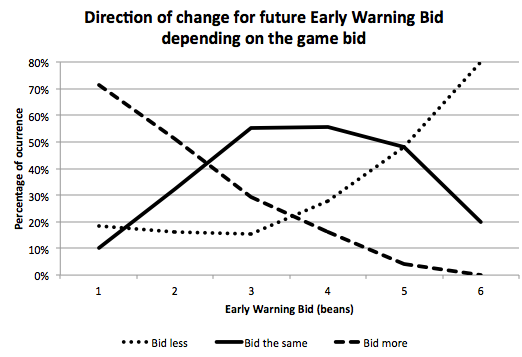 Direction of change for future Early Warning Bid
depending on the game bid
80%
70%
60%
50%
40%
30%
20%
10%
0%
Percentage of ocurrence
1 2 3 4 5 6
Early Warning Bid (beans)
Bid less Bid the same Bid more